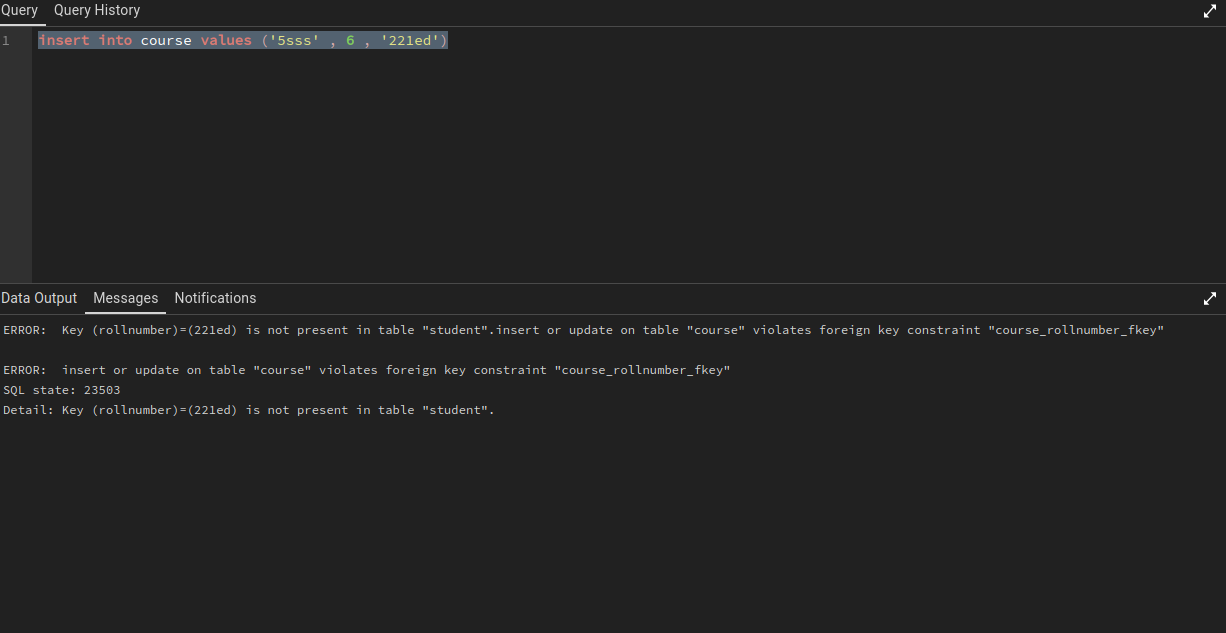 Query Query History
1 insert into course values ('5sss' , 6 , '221ed')
Data Output Messages Notifications
ERROR:  Key (rollnumber)=(221ed) is not present in table "student".insert or update on table "course" violates foreign key constraint "course_rollnumber_fkey"
ERROR:  insert or update on table "course" violates foreign key constraint "course_rollnumber_fkey"
SQL state: 23503
Detail: Key (rollnumber)=(221ed) is not present in table "student".